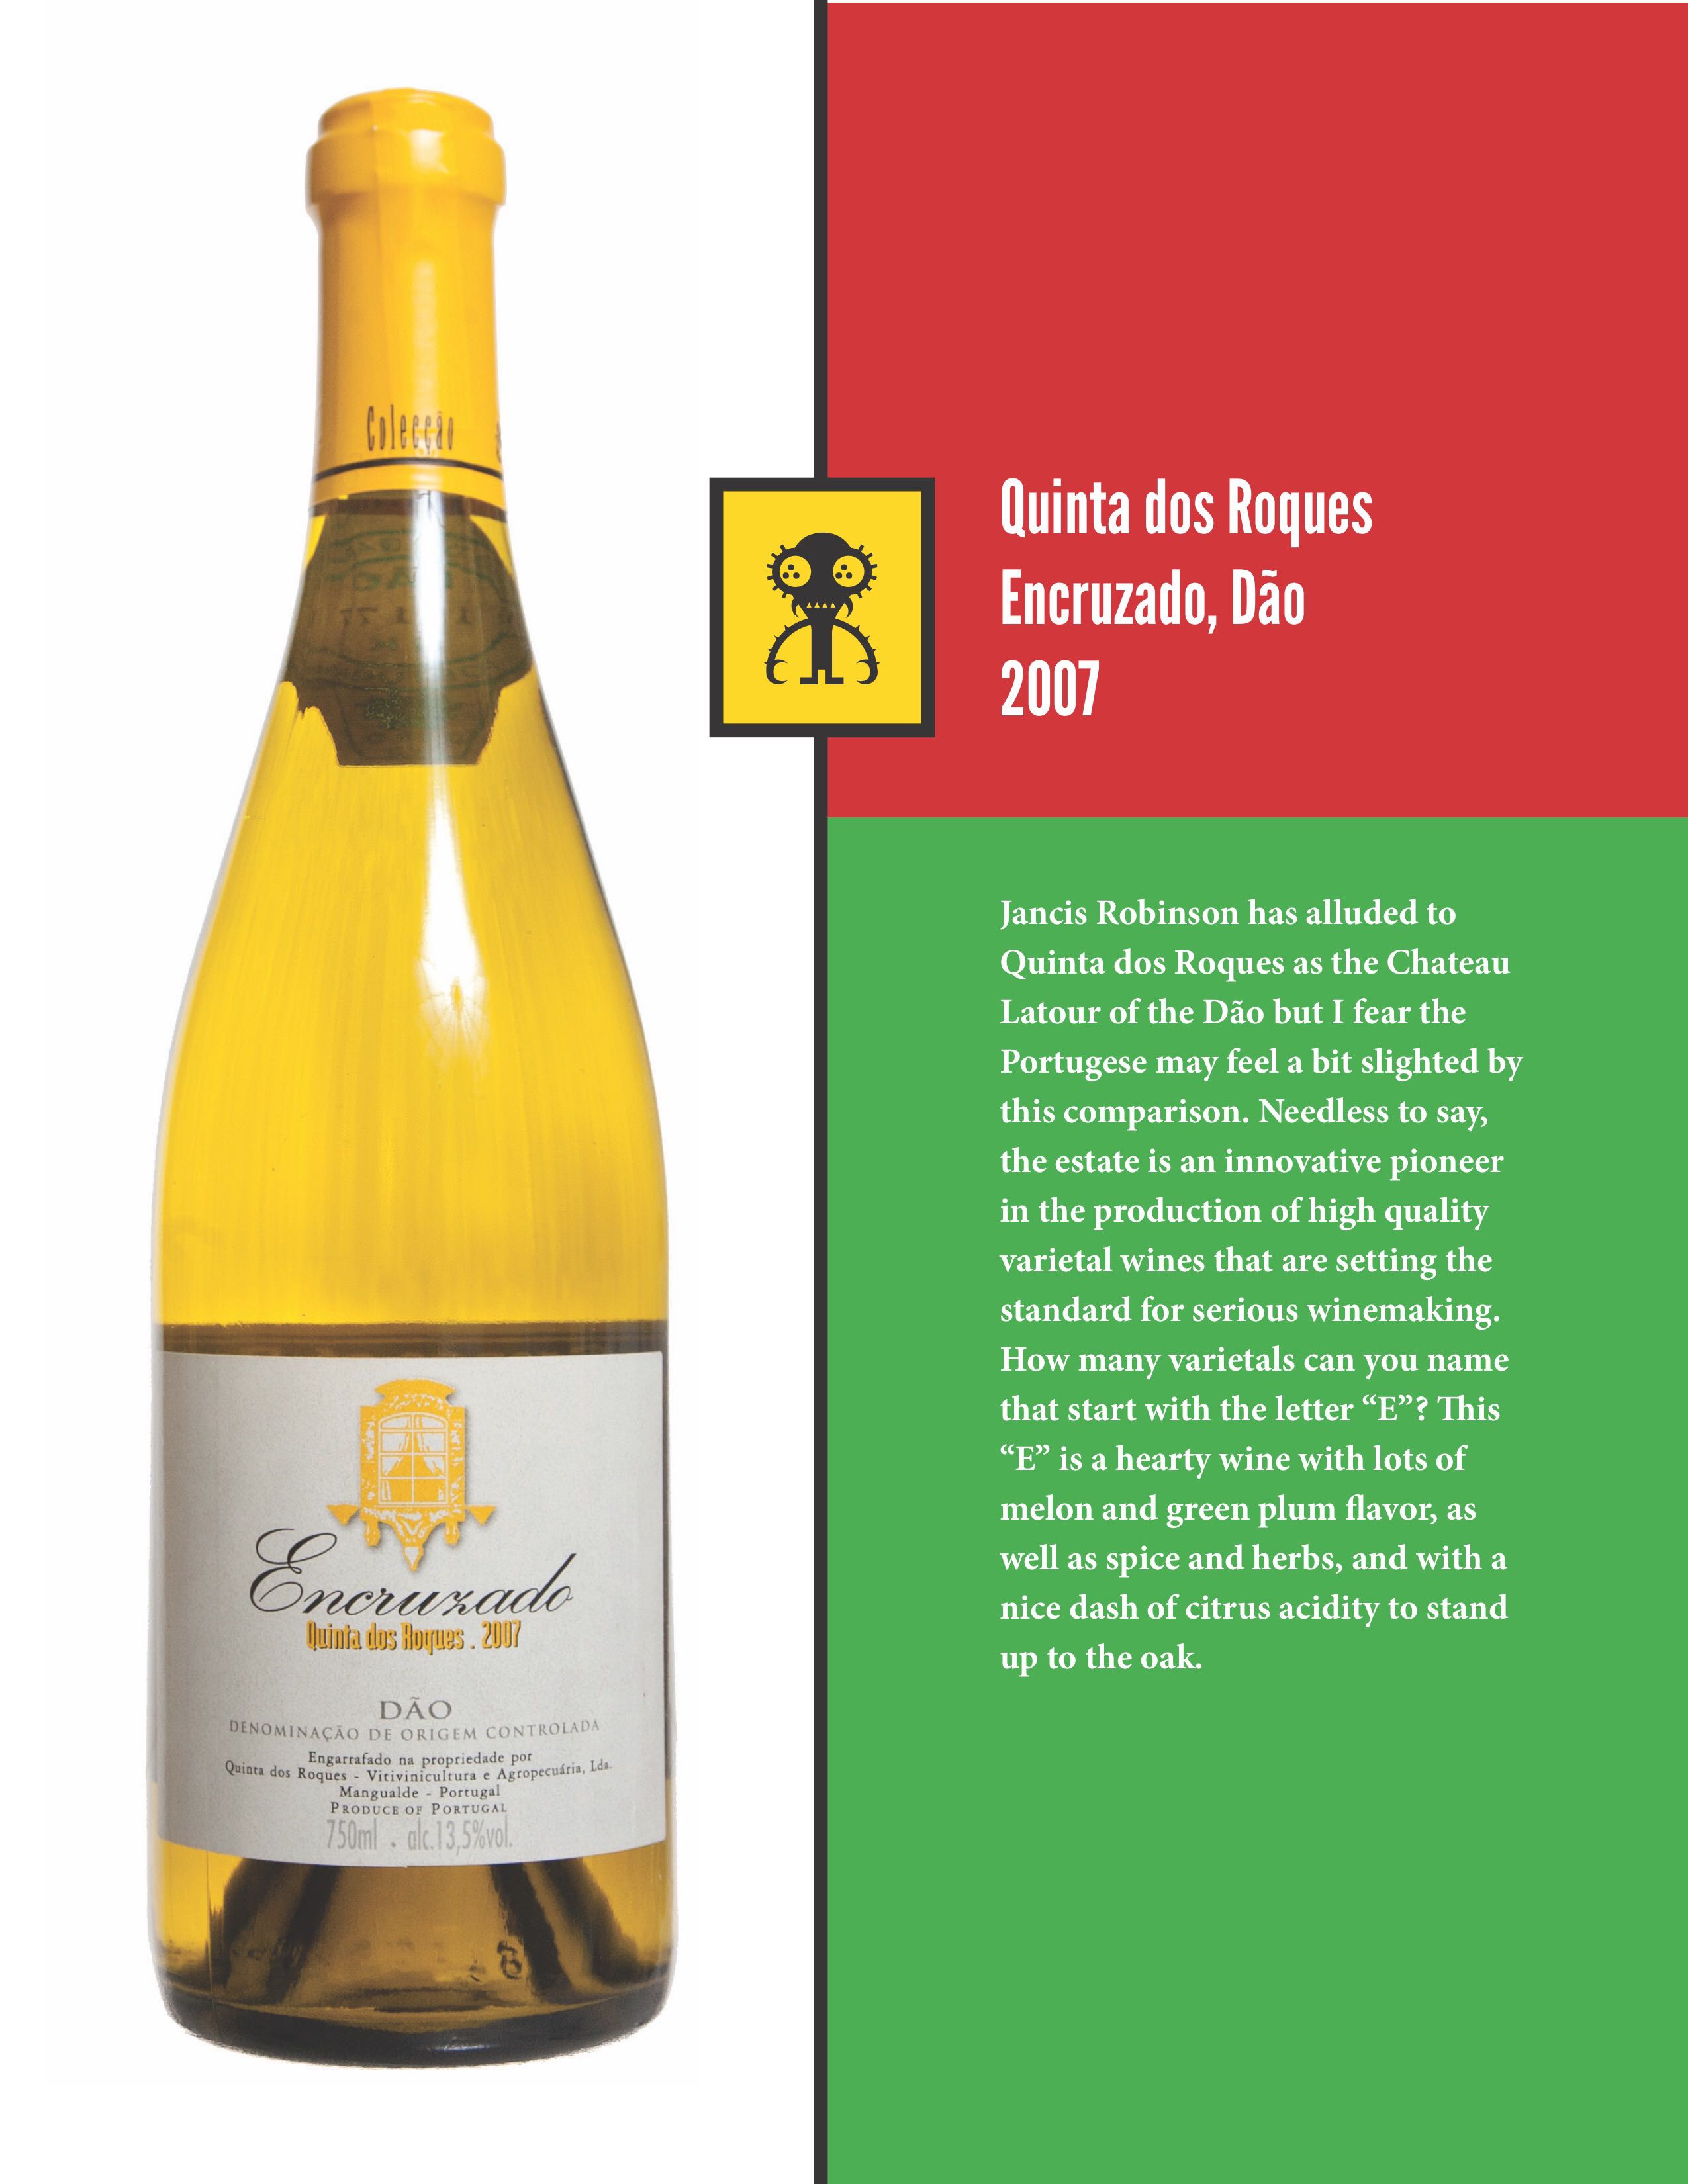 Colecção
Quinta dos Roques
Encruzado, Dão
2007
Jancis Robinson has alluded to
Quinta dos Roques as the Chateau
Latour of the Dão but I fear the
Portugese may feel a bit slighted by
this comparison. Needless to say,
the estate is an innovative pioneer
in the production of high quality
varietal wines that are setting the
standard for serious winemaking.
How many varietals can you name
that start with the letter “E”? This
“E” is a hearty wine with lots of
melon and green plum flavor, as
well as spice and herbs, and with a
nice dash of citrus acidity to stand
up to the oak.
Encruzado
Quinta dos Roques . 2007
DÃO
DENOMINAÇÃO DE ORIGEM CONTROLADA
Engarrafado na propriedade por
Quinta dos Roques - Vitivinicultura e Agropecuária, Lda.
Mangualde - Portugal
PRODUCE OF PORTUGAL
750ml . alc.13,5%vol.